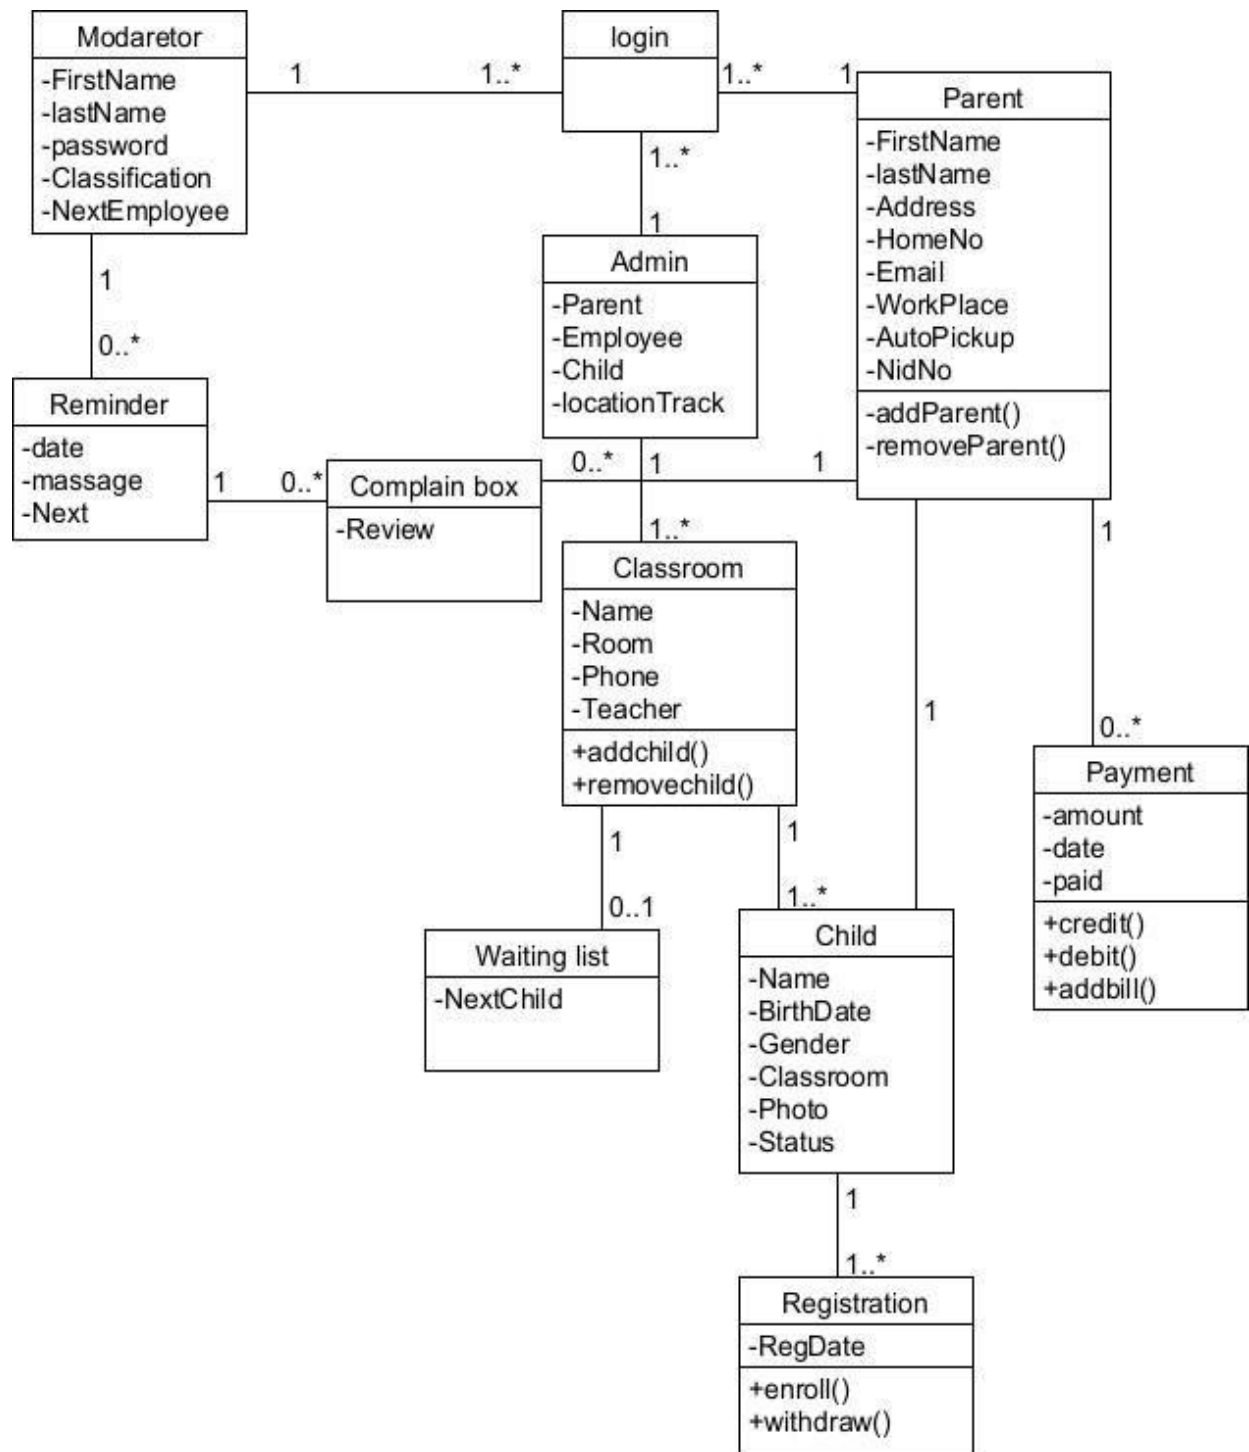 Modaretor
-FirstName
-lastName
-password
-Classification
-NextEmployee
1
1..*
login
1..*
1
Parent
-FirstName
-lastName
-Address
-HomeNo
-Email
-WorkPlace
-AutoPickup
-NidNo
-addParent()
-removeParent()
1..*
1
Admin
-Parent
-Employee
-Child
-locationTrack
1
0..*
Reminder
-date
-massage
-Next
1
0..*
Complain box
-Review
0..*
1
1
1..*
Classroom
-Name
-Room
-Phone
-Teacher
+addchild()
+removechild()
1
1
0..*
Payment
-amount
-date
-paid
+credit()
+debit()
+addbill()
1
0..1
Waiting list
-NextChild
1
1..*
Child
-Name
-BirthDate
-Gender
-Classroom
-Photo
-Status
1
1..*
Registration
-RegDate
+enroll()
+withdraw()